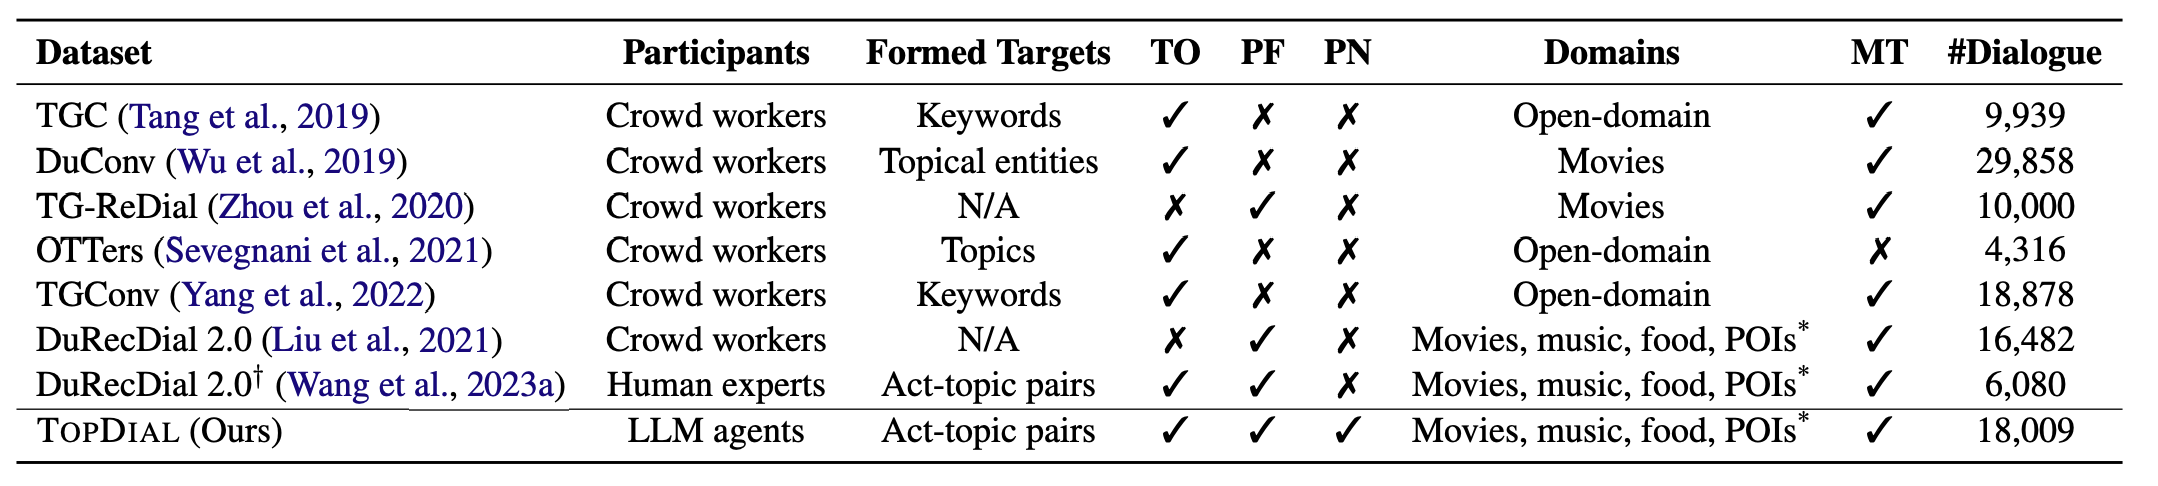 Dataset Participants Formed Targets TO PF PN Domains MT #Dialogue
TGC (Tang et al., 2019) Crowd workers Keywords ✓ ✗ ✗ Open-domain ✓ 9,939
DuConv (Wu et al., 2019) Crowd workers Topical entities ✓ ✗ ✗ Movies ✓ 29,858
TG-ReDial (Zhou et al., 2020) Crowd workers N/A ✗ ✓ ✗ Movies ✓ 10,000
OTTers (Sevegnani et al., 2021) Crowd workers Topics ✓ ✗ ✗ Open-domain ✗ 4,316
TGConv (Yang et al., 2022) Crowd workers Keywords ✓ ✗ ✗ Open-domain ✓ 18,878
DuRecDial 2.0 (Liu et al., 2021) Crowd workers N/A ✗ ✓ ✗ Movies, music, food, POIs* ✓ 16,482
DuRecDial 2.0† (Wang et al., 2023a) Human experts Act-topic pairs ✓ ✓ ✗ Movies, music, food, POIs* ✓ 6,080
TOPDIAL (Ours) LLM agents Act-topic pairs ✓ ✓ ✓ Movies, music, food, POIs* ✓ 18,009